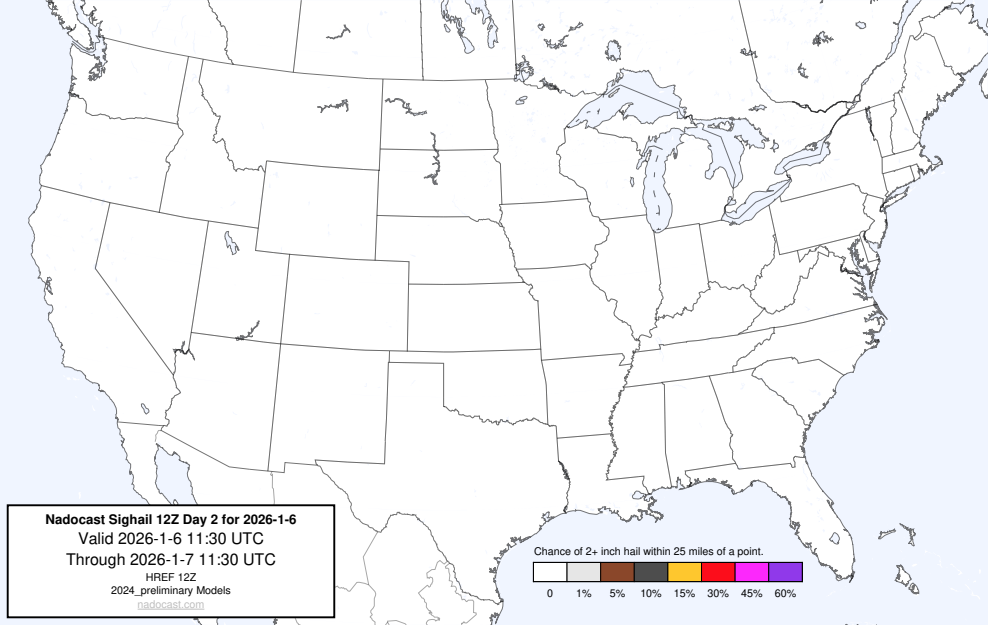 Nadocast Sighail 12Z Day 2 for 2026-1-6
Valid 2026-1-6 11:30 UTC
Through 2026-1-7 11:30 UTC
HREF 12Z
2024_preliminary Models
nadocast.com
Chance of 2+ inch hail within 25 miles of a point.
0 1% 5% 10% 15% 30% 45% 60%